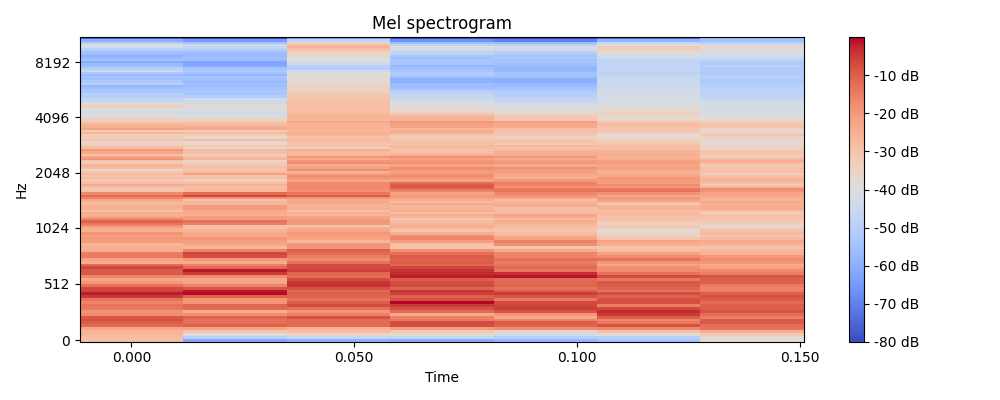 Mel spectrogram
Hz
8192
4096
2048
1024
512
0
0.000
0.050
0.100
0.150
Time
-10 dB
-20 dB
-30 dB
-40 dB
-50 dB
-60 dB
-70 dB
-80 dB